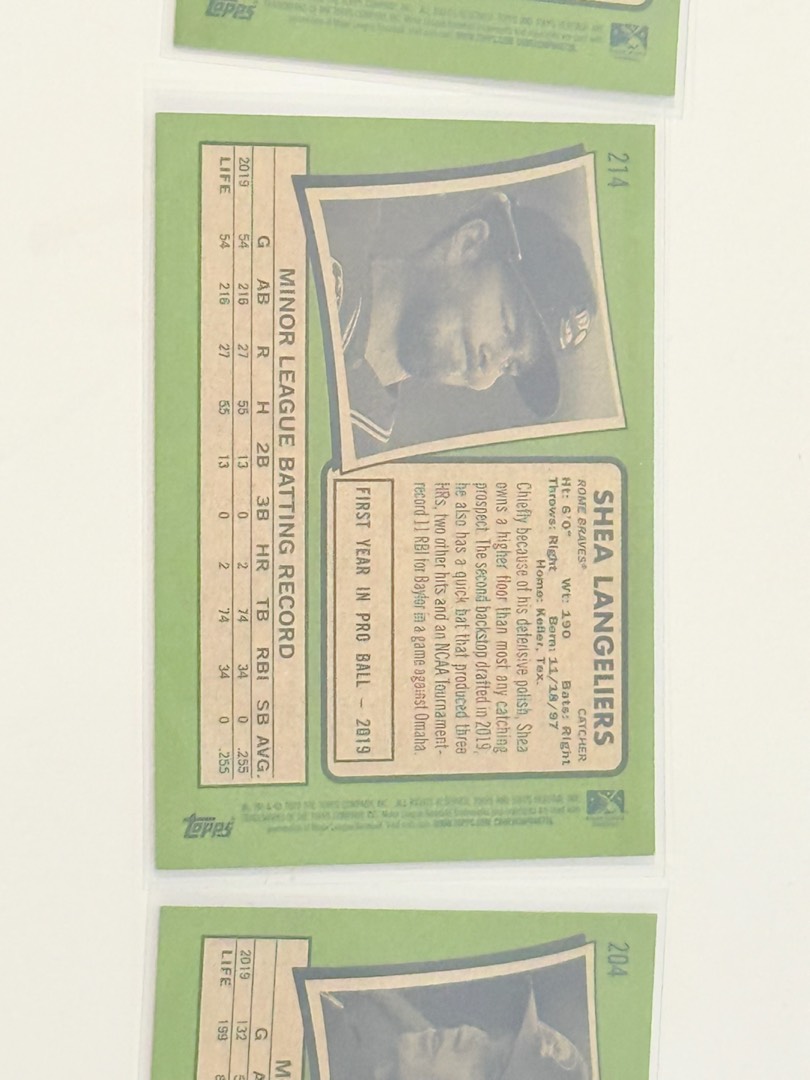 Topps
214
SHEA LANGELIERS
ROME BRAVES® CATCHER
Ht: 6'0" Wt: 190 Bats: Right
Throws: Right Born: 11/18/97
Home: Keller, Tex.
Chiefly because of his defensive polish, Shea
owns a higher floor than most any catching
prospect. The second backstop drafted in 2019,
he also has a quick bat that produced three
HRs, two other hits and an NCAA Tournament-
record 11 RBI for Baylor in a game against Omaha.
FIRST YEAR IN PRO BALL – 2019
MINOR LEAGUE BATTING RECORD
G AB R H 2B 3B HR TB RBI SB AVG.
2019 54 216 27 55 13 0 2 74 34 0 .255
LIFE 54 216 27 55 13 0 2 74 34 0 .255
Topps
204
M
G A
2019 132
LIFE 199